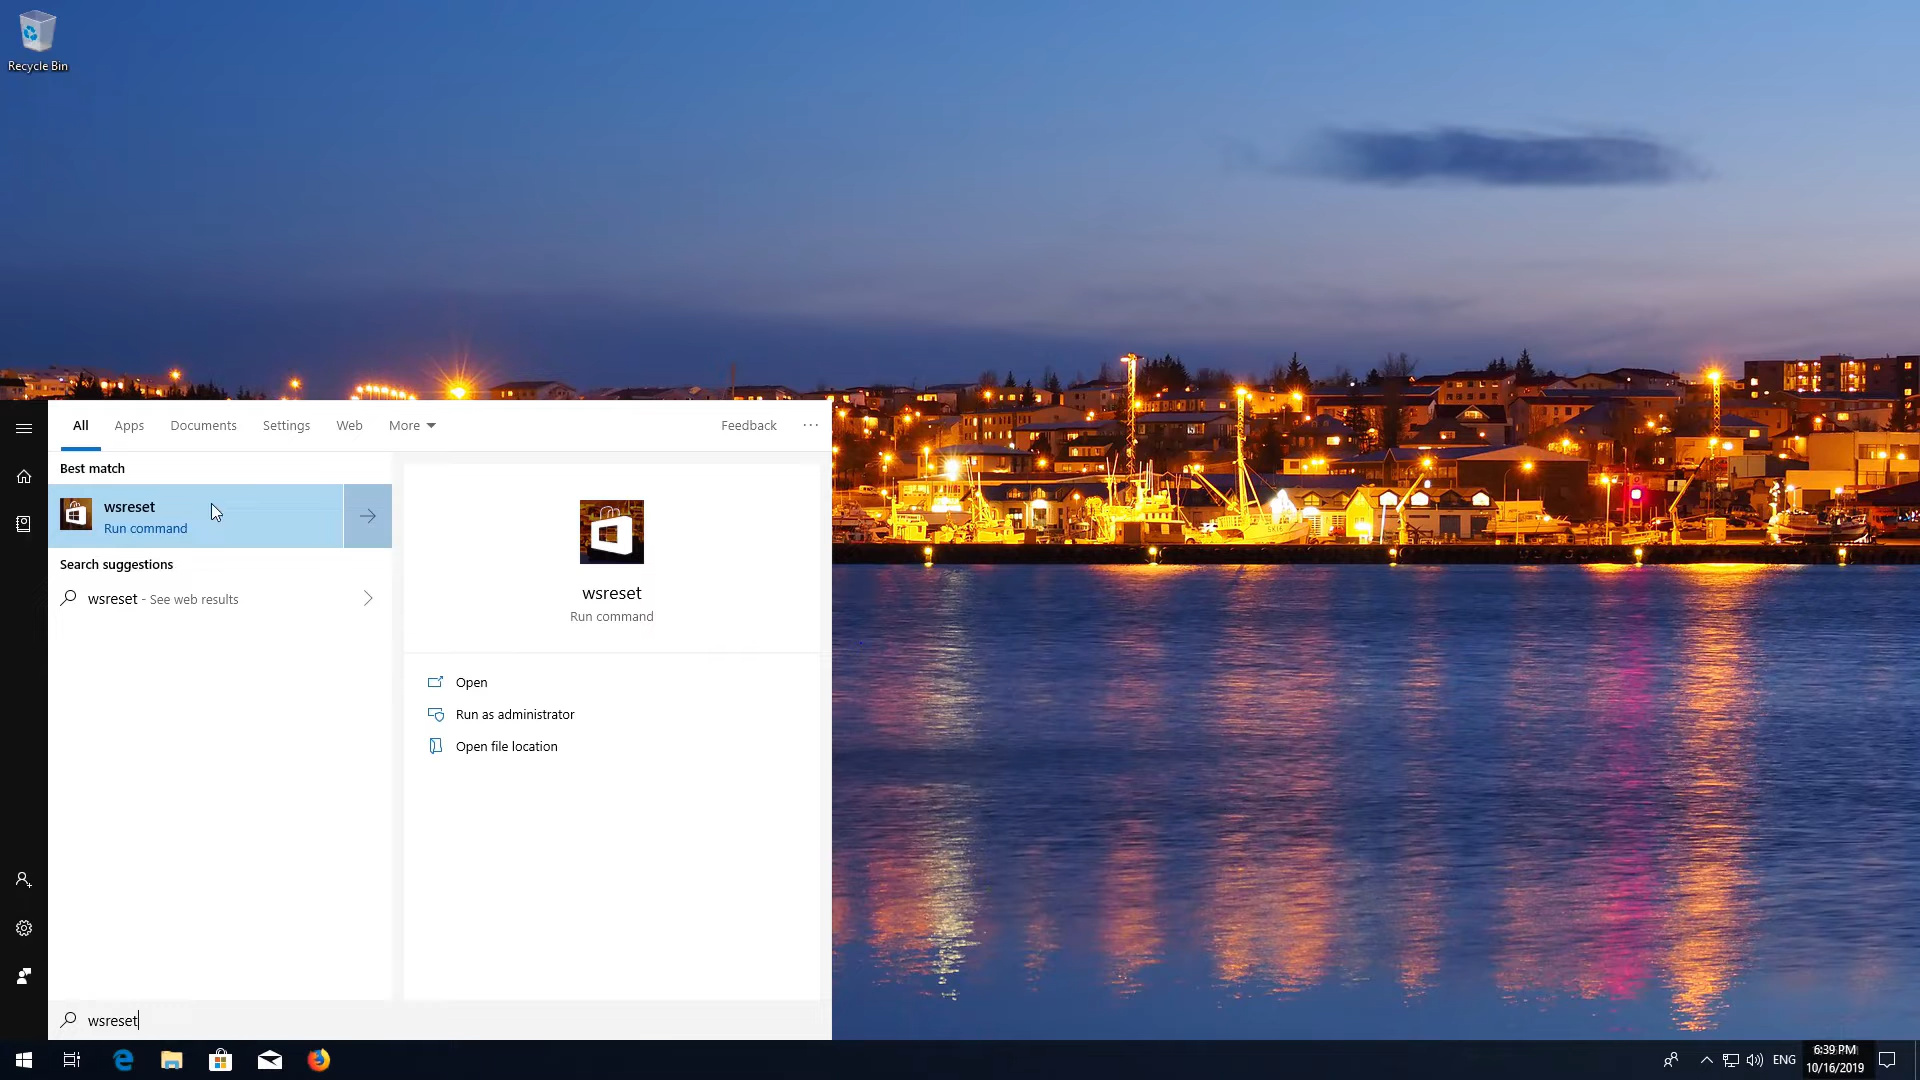 Recycle Bin
All Apps Documents Settings Web More Feedback ...
Best match
wsreset
Run command
Search suggestions
wsreset - See web results
wsreset
Run command
Open
Run as administrator
Open file location
wsreset
ENG
6:39 PM
10/16/2019